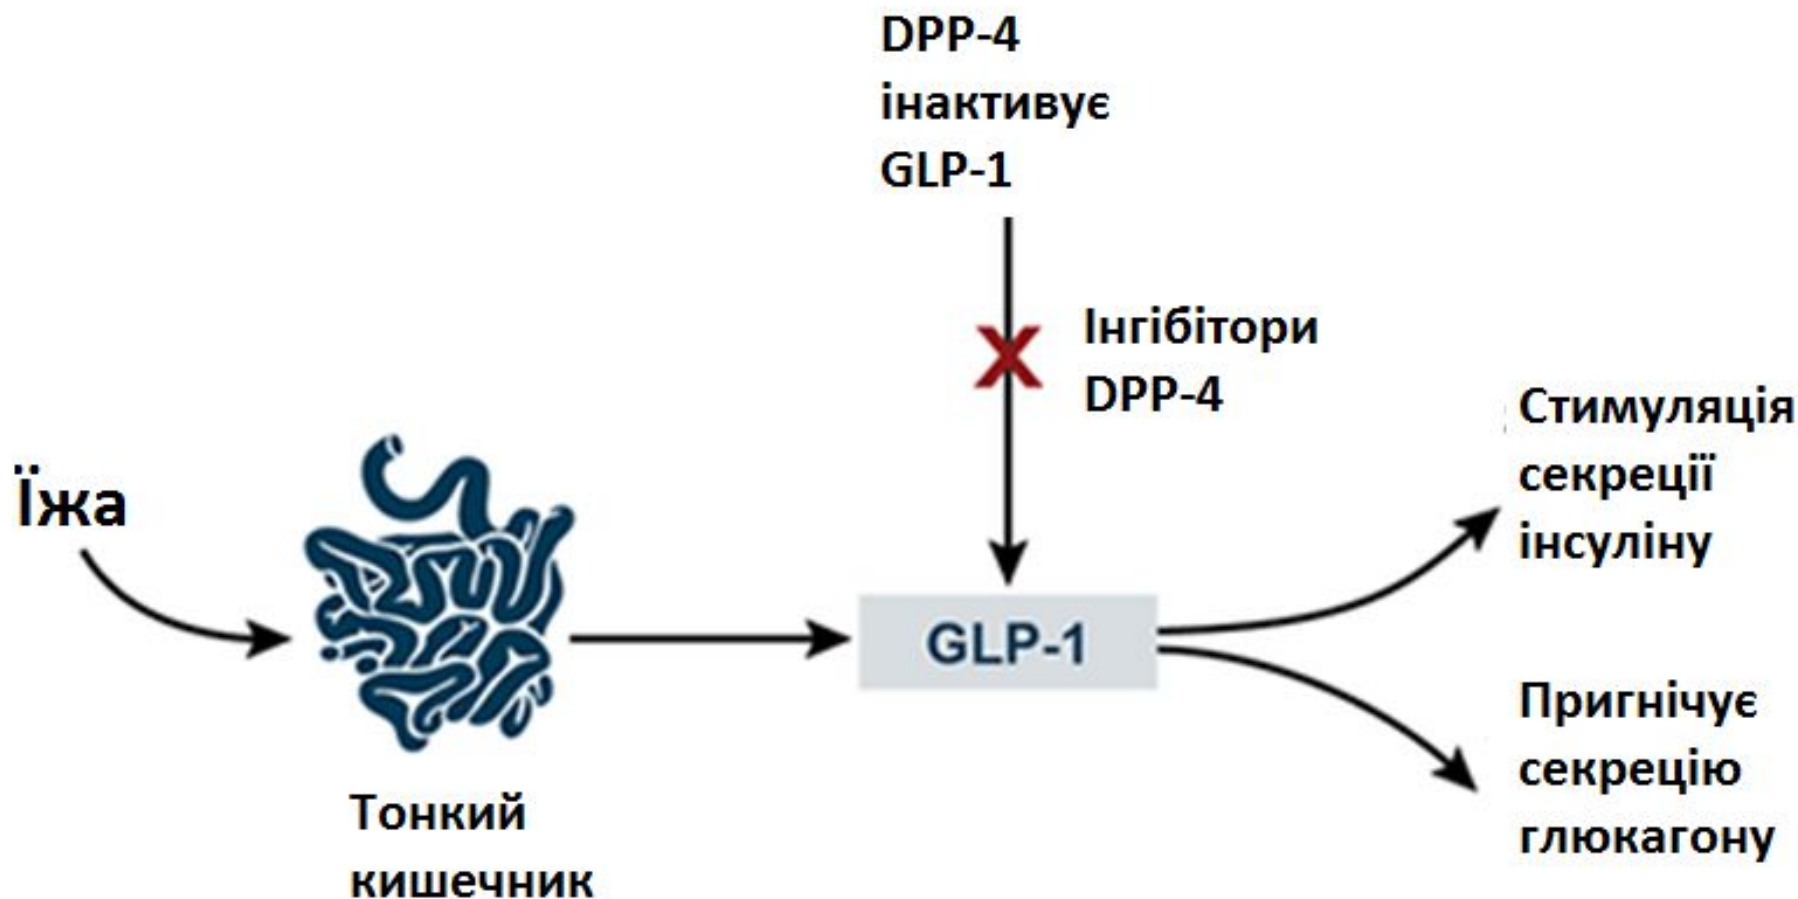 DPP-4
інактивує
GLP-1
Інгібітори
DPP-4
Їжа
Тонкий
кишечник
GLP-1
Стимуляція
секреції
інсуліну
Пригнічує
секрецію
глюкагону